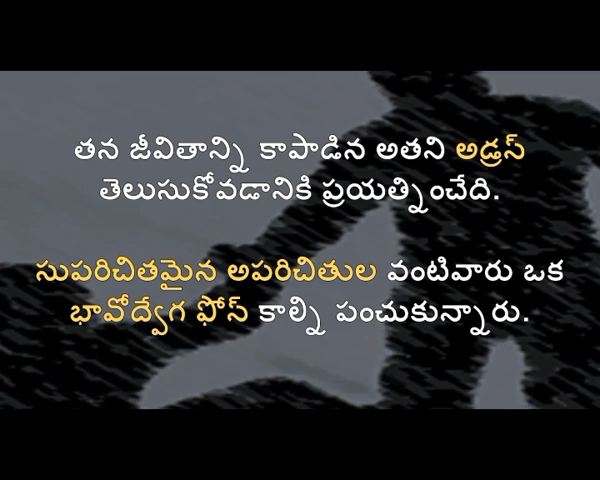 తన జీవితాన్ని కాపాడిన అతని అడ్రస్
తెలుసుకోవడానికి ప్రయత్నించేది.
సుపరిచితమైన అపరిచితుల వంటివారు ఒక
భావోద్వేగ ఫోన్ కాల్ని పంచుకున్నారు.